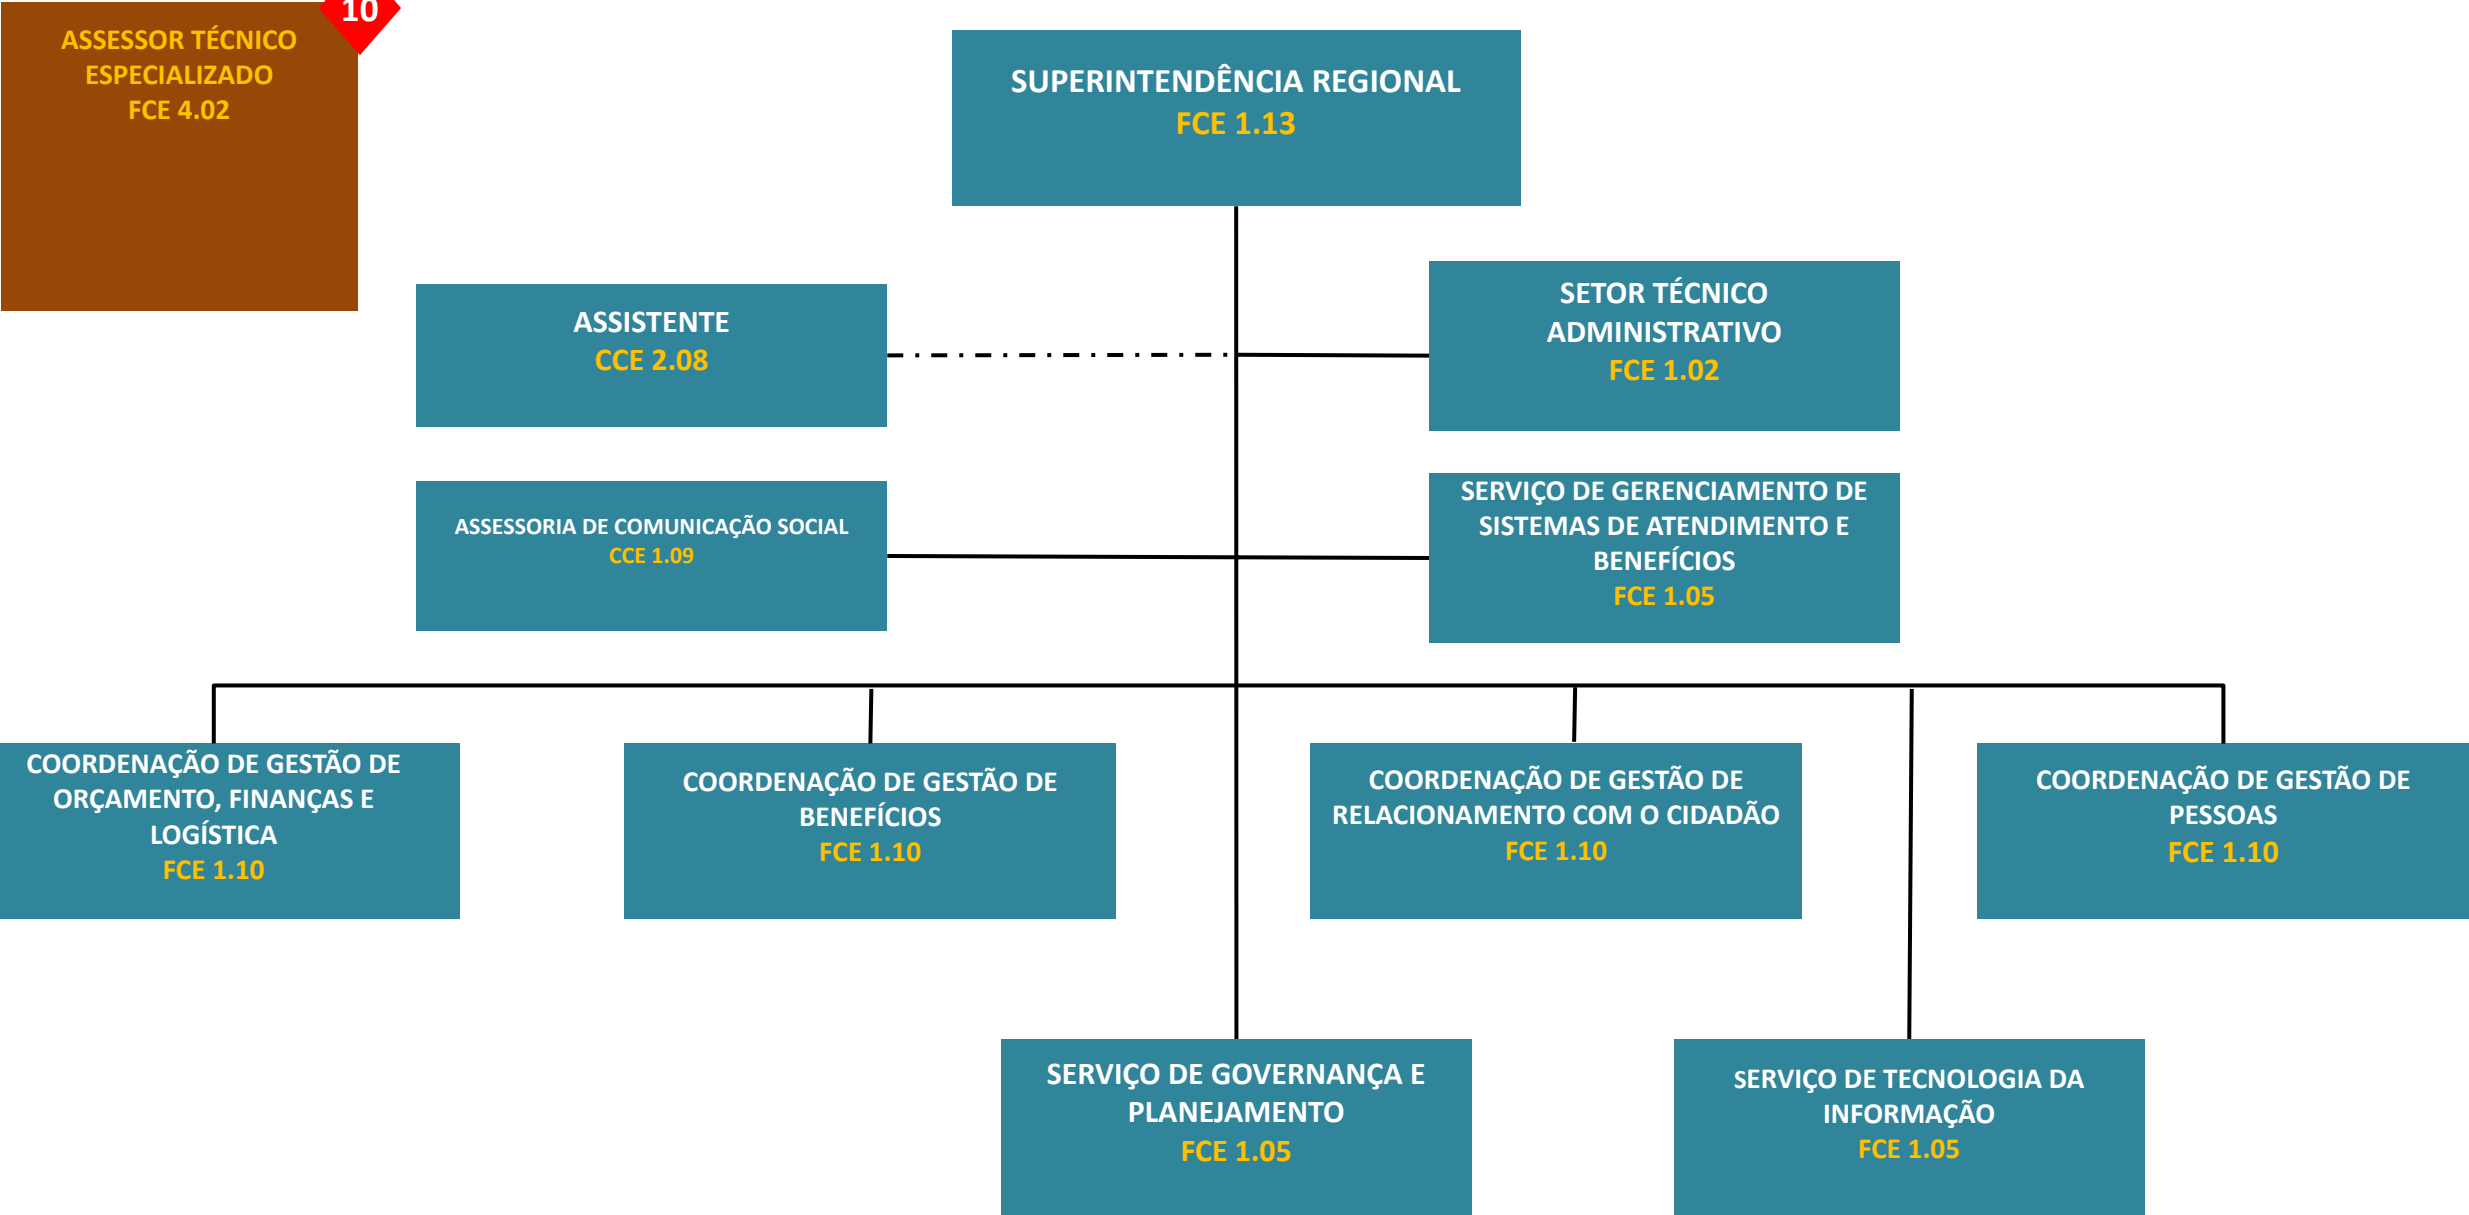 10
ASSESSOR TÉCNICO
ESPECIALIZADO
FCE 4.02
SUPERINTENDÊNCIA REGIONAL
FCE 1.13
ASSISTENTE
CCE 2.08
SETOR TÉCNICO
ADMINISTRATIVO
FCE 1.02
ASSESSORIA DE COMUNICAÇÃO SOCIAL
CCE 1.09
SERVIÇO DE GERENCIAMENTO DE
SISTEMAS DE ATENDIMENTO E
BENEFÍCIOS
FCE 1.05
COORDENAÇÃO DE GESTÃO DE
ORÇAMENTO, FINANÇAS E
LOGÍSTICA
FCE 1.10
COORDENAÇÃO DE GESTÃO DE
BENEFÍCIOS
FCE 1.10
COORDENAÇÃO DE GESTÃO DE
RELACIONAMENTO COM O CIDADÃO
FCE 1.10
COORDENAÇÃO DE GESTÃO DE
PESSOAS
FCE 1.10
SERVIÇO DE GOVERNANÇA E
PLANEJAMENTO
FCE 1.05
SERVIÇO DE TECNOLOGIA DA
INFORMAÇÃO
FCE 1.05